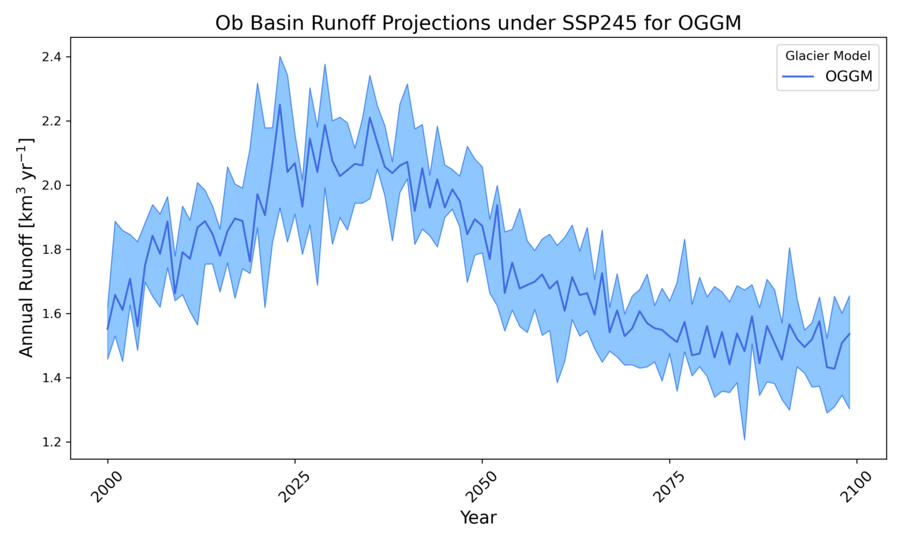 Ob Basin Runoff Projections under SSP245 for OGGM
Annual Runoff [km³ yr⁻¹]
2.4
2.2
2.0
1.8
1.6
1.4
1.2
Glacier Model
OGGM
2000
2025
2050
2075
2100
Year